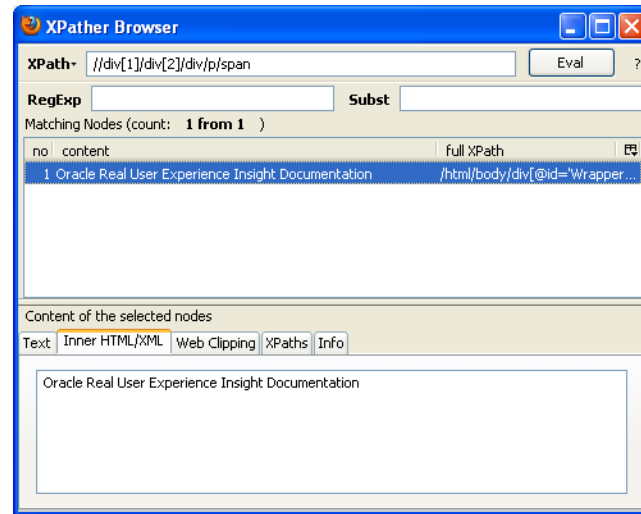 XPather Browser
XPath //div[1]/div[2]/div/p/span Eval ?
RegExp Subst
Matching Nodes (count: 1 from 1 )
no content full XPath
1 Oracle Real User Experience Insight Documentation /html/body/div[@id='Wrapper...
Content of the selected nodes
Text Inner HTML/XML Web Clipping XPaths Info
Oracle Real User Experience Insight Documentation